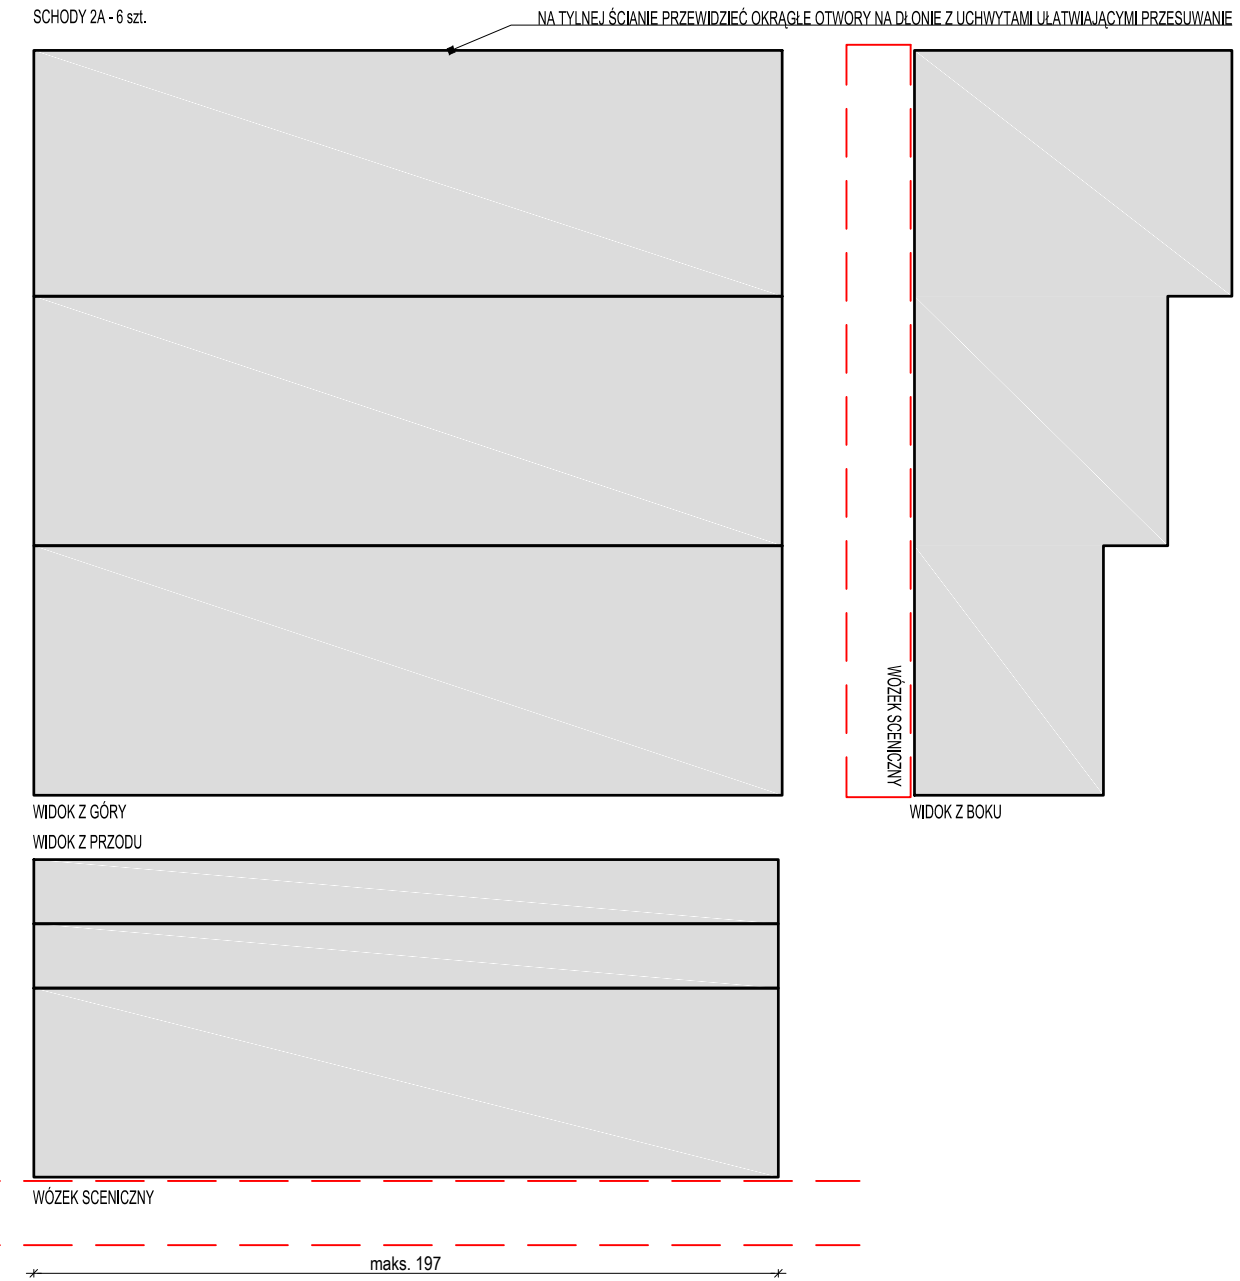 SCHODY 2A - 6 szt.
NA TYLNEJ ŚCIANIE PRZEWIDZIEĆ OKRĄGŁE OTWORY NA DŁONIE Z UCHWYTAMI UŁATWIAJĄCYMI PRZESUWANIE
WÓZEK SCENICZNY
WIDOK Z GÓRY
WIDOK Z BOKU
WIDOK Z PRZODU
WÓZEK SCENICZNY
maks. 197